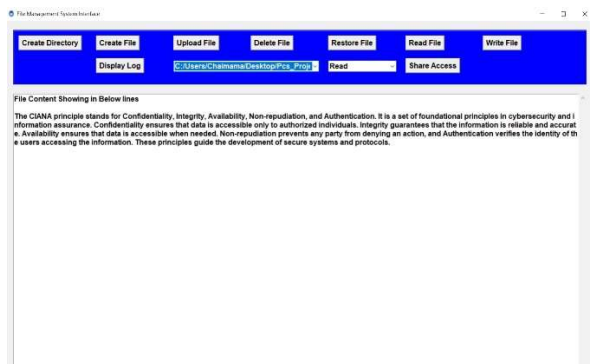 File Management System Interface
Create Directory Create File Upload File Delete File Restore File Read File Write File
Display Log C:/Users/Chaimama/Desktop/Pcs_Proje Read Share Access
File Content Showing in Below lines
The CIANA principle stands for Confidentiality, Integrity, Availability, Non-repudiation, and Authentication. It is a set of foundational principles in cybersecurity and i
nformation assurance. Confidentiality ensures that data is accessible only to authorized individuals. Integrity guarantees that the information is reliable and accurat
e. Availability ensures that data is accessible when needed. Non-repudiation prevents any party from denying an action, and Authentication verifies the identity of th
e users accessing the information. These principles guide the development of secure systems and protocols.